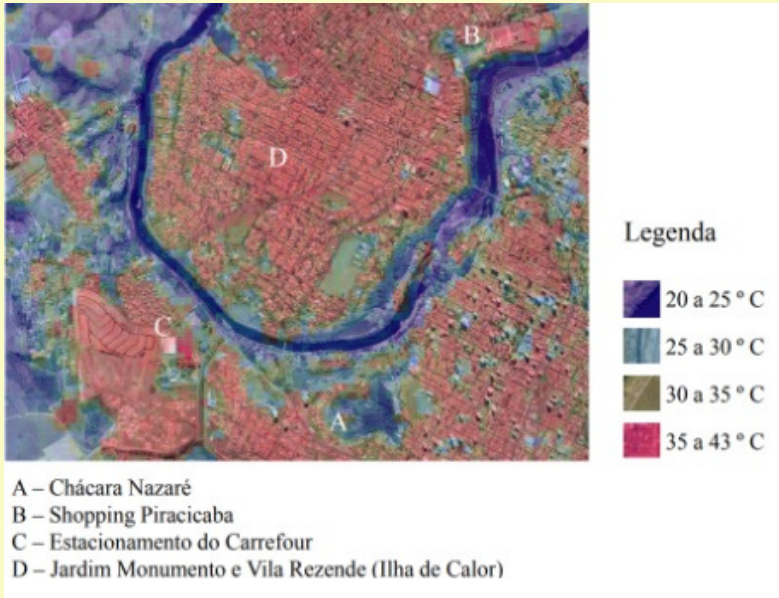 B
D
C
A
Legenda
20 a 25 º C
25 a 30 º C
30 a 35 º C
35 a 43 º C
A – Chácara Nazaré
B – Shopping Piracicaba
C – Estacionamento do Carrefour
D – Jardim Monumento e Vila Rezende (Ilha de Calor)